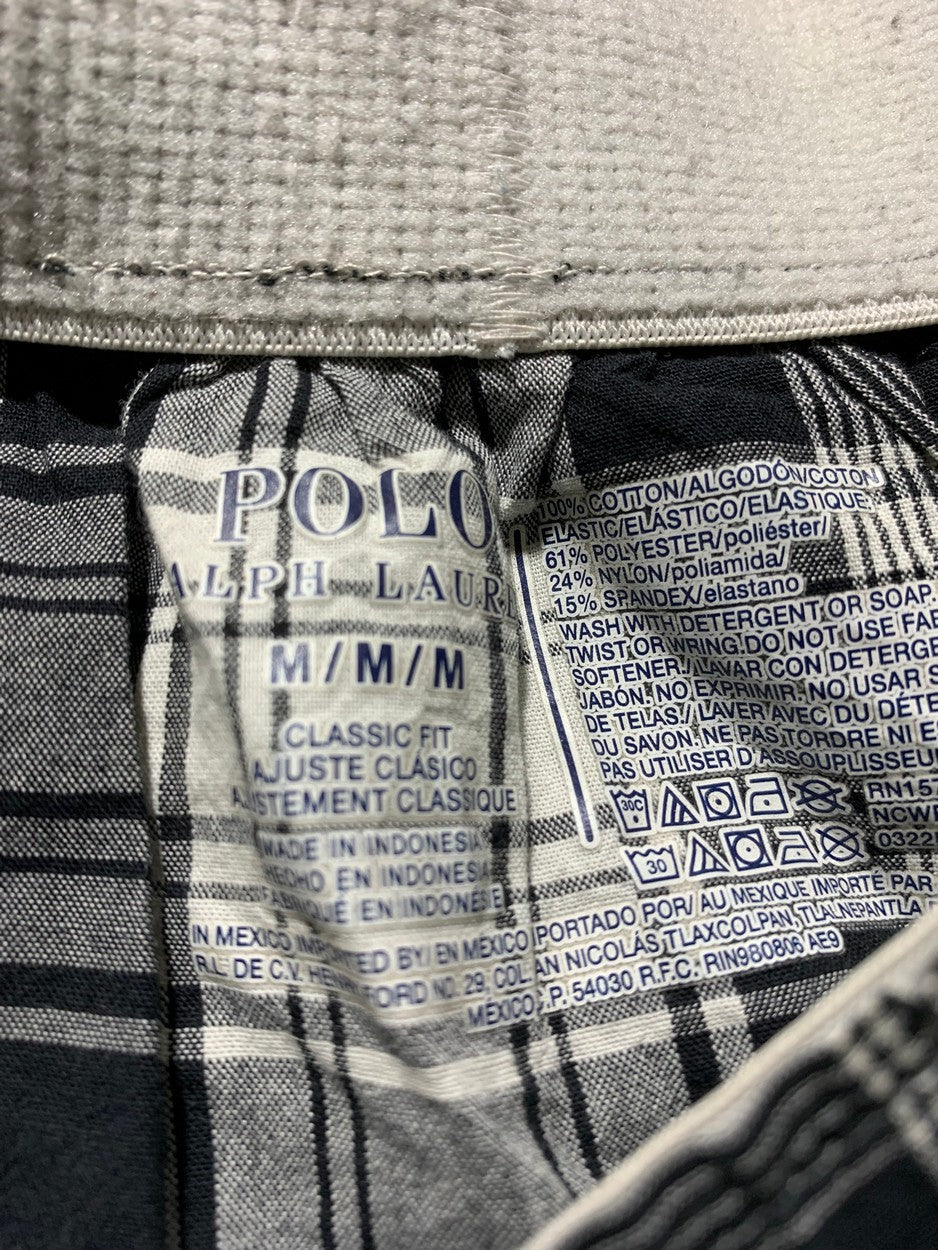 POLO
ALPH LAUR
M/M/M
CLASSIC FIT
AJUSTE CLÁSICO
AJUSTEMENT CLASSIQUE
MADE IN INDONESIA
HECHO EN INDONESIA
FABRIQUÉ EN INDONÉSIE
100% COTTON/ALGODÓN/COTON
ELASTIC/ELÁSTICO/ELASTIQUE:
61% POLYESTER/poliéster/
24% NYLON/poliamida/
15% SPANDEX/elastano
WASH WITH DETERGENT OR SOAP.
TWIST OR WRING.DO NOT USE FAB
SOFTENER./LAVAR CON DETERGE
JABÓN. NO EXPRIMIR. NO USAR S
DE TELAS./ LAVER AVEC DU DÉTE
DU SAVON. NE PAS TORDRE NI E
PAS UTILISER D'ASSOUPLISSEU
30C
RN157
NCWP
0322
30
IN MEXICO IMPORTED BY/ EN MEXICO IMPORTADO POR/ AU MEXIQUE IMPORTÉ PAR
R.L. DE C.V. HENRY FORD NO. 29, COL. SAN NICOLÁS TLAXCOLPAN, TLALNEPANTLA
MÉXICO C.P. 54030 R.F.C. RIN980806 AE9